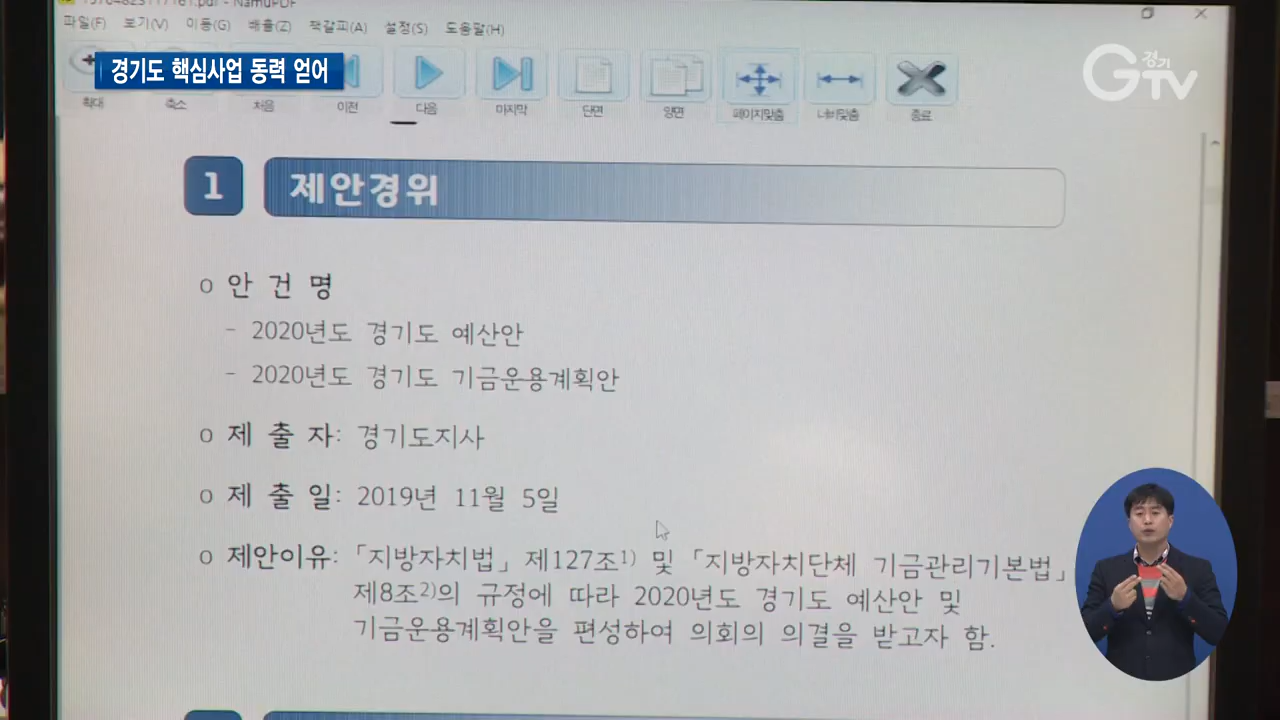 NamuPDF
파일(F) 보기(V) 이동(G) 배율(Z) 책갈피(A) 설정(S) 도움말(H)
경기도 핵심사업 동력 얻어
경기
GTV
확대 축소 처음 이전 다음 마지막 단면 양면 페이지맞춤 너비맞춤 종료
1 제안경위
o 안 건 명
- 2020년도 경기도 예산안
- 2020년도 경기도 기금운용계획안
o 제 출 자: 경기도지사
o 제 출 일: 2019년 11월 5일
o 제안이유: 「지방자치법」 제127조1) 및 「지방자치단체 기금관리기본법」
제8조2)의 규정에 따라 2020년도 경기도 예산안 및
기금운용계획안을 편성하여 의회의 의결을 받고자 함.